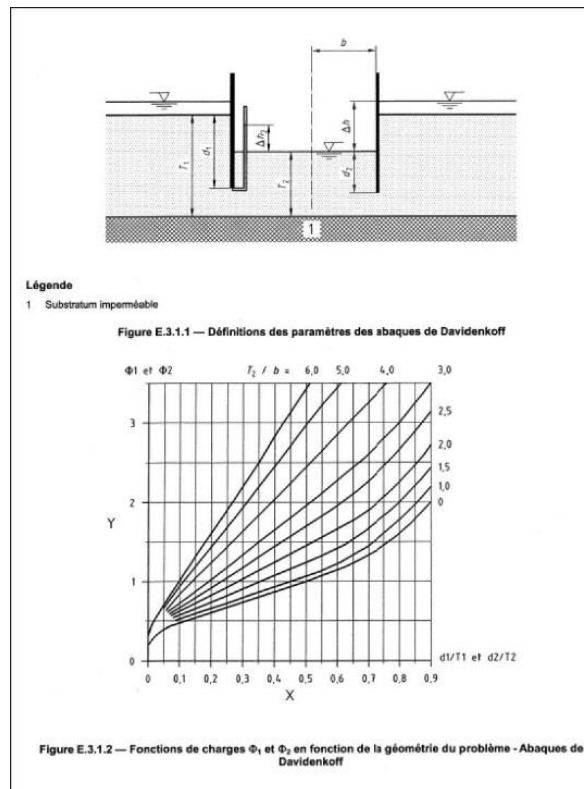 b
Δh
Δh₂
d₁
T₁
T₂
d₂
1
Légende
1 Substratum imperméable
Figure E.3.1.1 — Définitions des paramètres des abaques de Davidenkoff
Φ1 et Φ2 T₂ / b = 6,0 5,0 4,0 3,0
2,5
2,0
1,5
1,0
0
3
2
1
0
Y
0 0,1 0,2 0,3 0,4 0,5 0,6 0,7 0,8 0,9
d1/T1 et d2/T2
X
Figure E.3.1.2 — Fonctions de charges Φ₁ et Φ₂ en fonction de la géométrie du problème - Abaques de
Davidenkoff